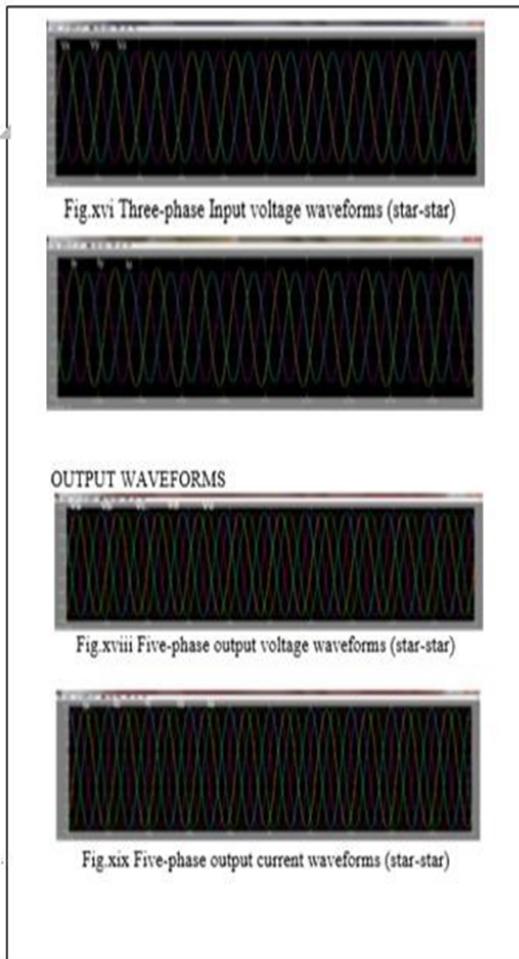 Fig.xvi Three-phase Input voltage waveforms (star-star)
OUTPUT WAVEFORMS
Fig.xviii Five-phase output voltage waveforms (star-star)
Fig.xix Five-phase output current waveforms (star-star)